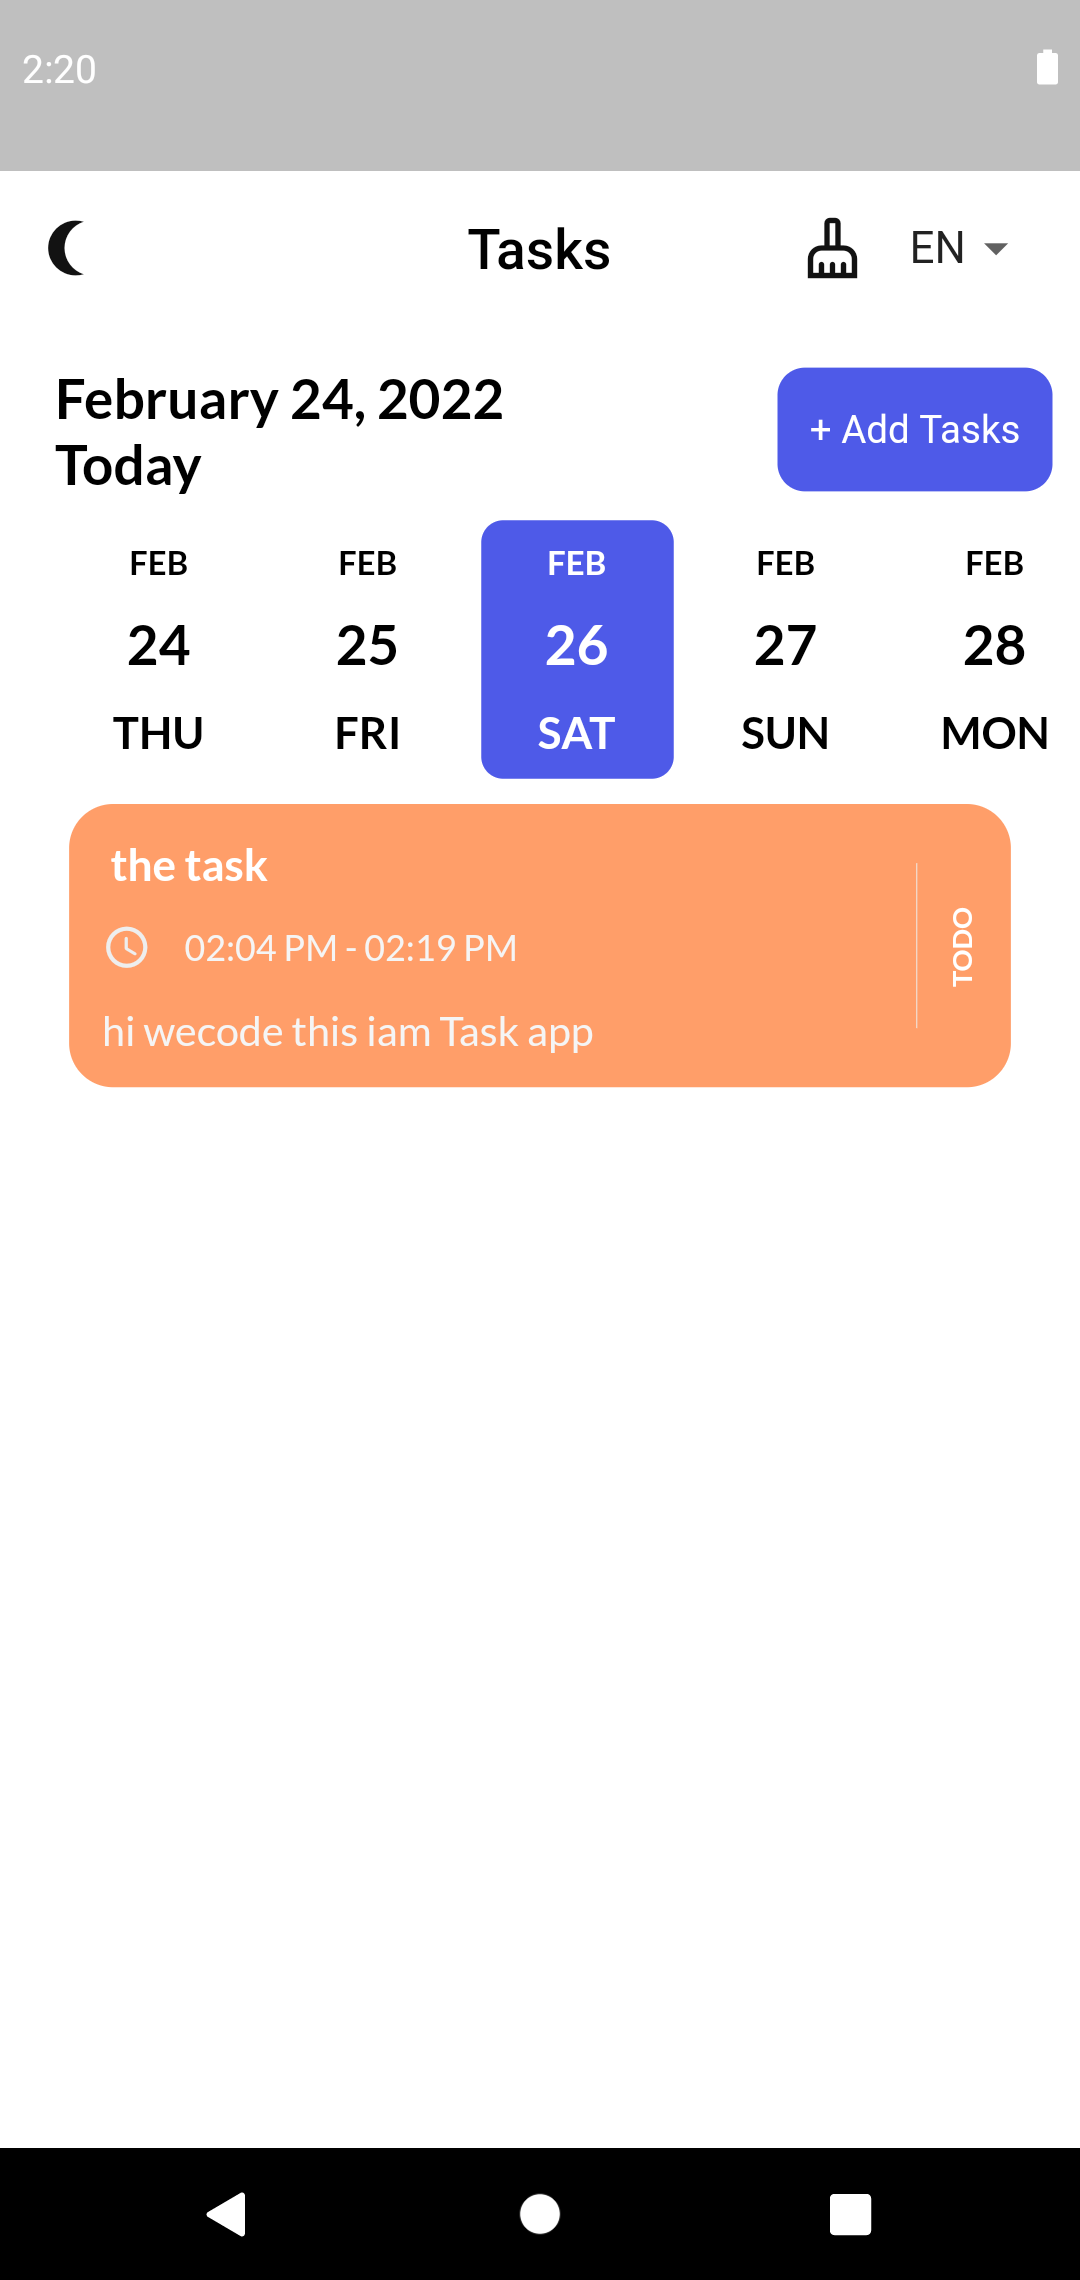 2:20
Tasks
EN
February 24, 2022
Today
+ Add Tasks
FEB FEB FEB FEB FEB
24 25 26 27 28
THU FRI SAT SUN MON
the task
02:04 PM - 02:19 PM
hi wecode this iam Task app
TODO